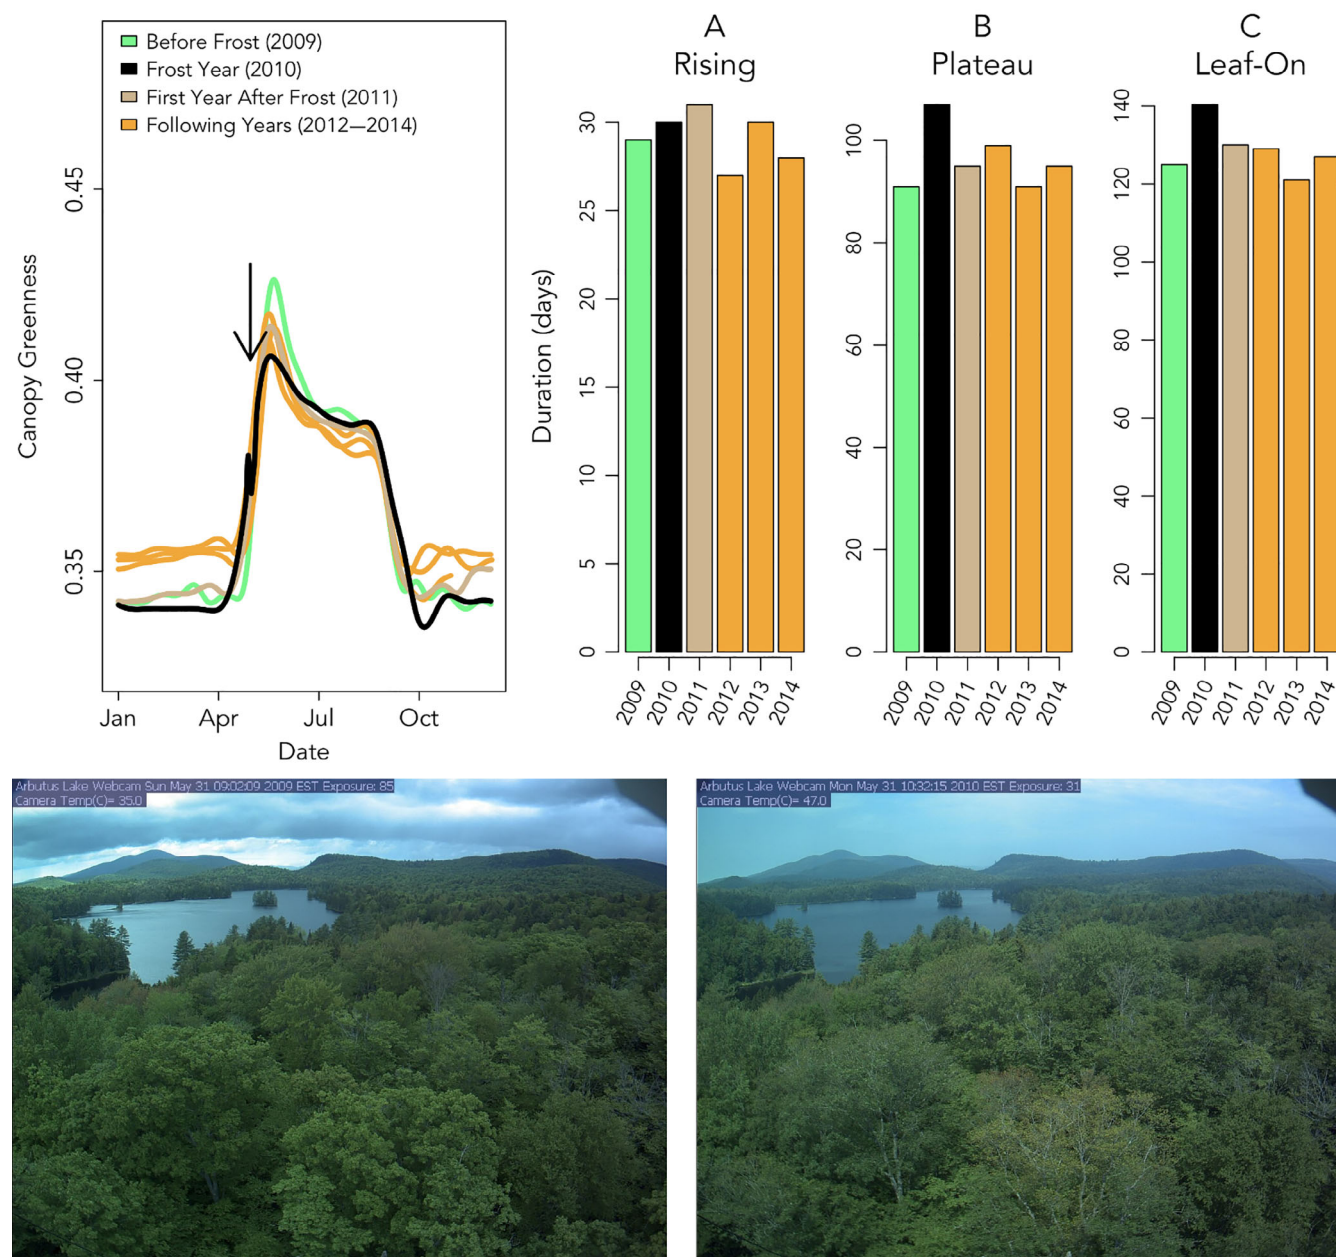 Before Frost (2009)
Frost Year (2010)
First Year After Frost (2011)
Following Years (2012—2014)
Canopy Greenness
0.45
0.40
0.35
Jan
Apr
Jul
Oct
Date
A
Rising
Duration (days)
30
25
20
15
10
5
0
2009
2010
2011
2012
2013
2014
B
Plateau
100
80
60
40
20
0
2009
2010
2011
2012
2013
2014
C
Leaf-On
140
120
100
80
60
40
20
0
2009
2010
2011
2012
2013
2014
Arbutus Lake Webcam Sun May 31 09:02:09 2009 EST Exposure: 85
Camera Temp(C)= 35.0
Arbutus Lake Webcam Mon May 31 10:32:15 2010 EST Exposure: 31
Camera Temp(C)= 47.0